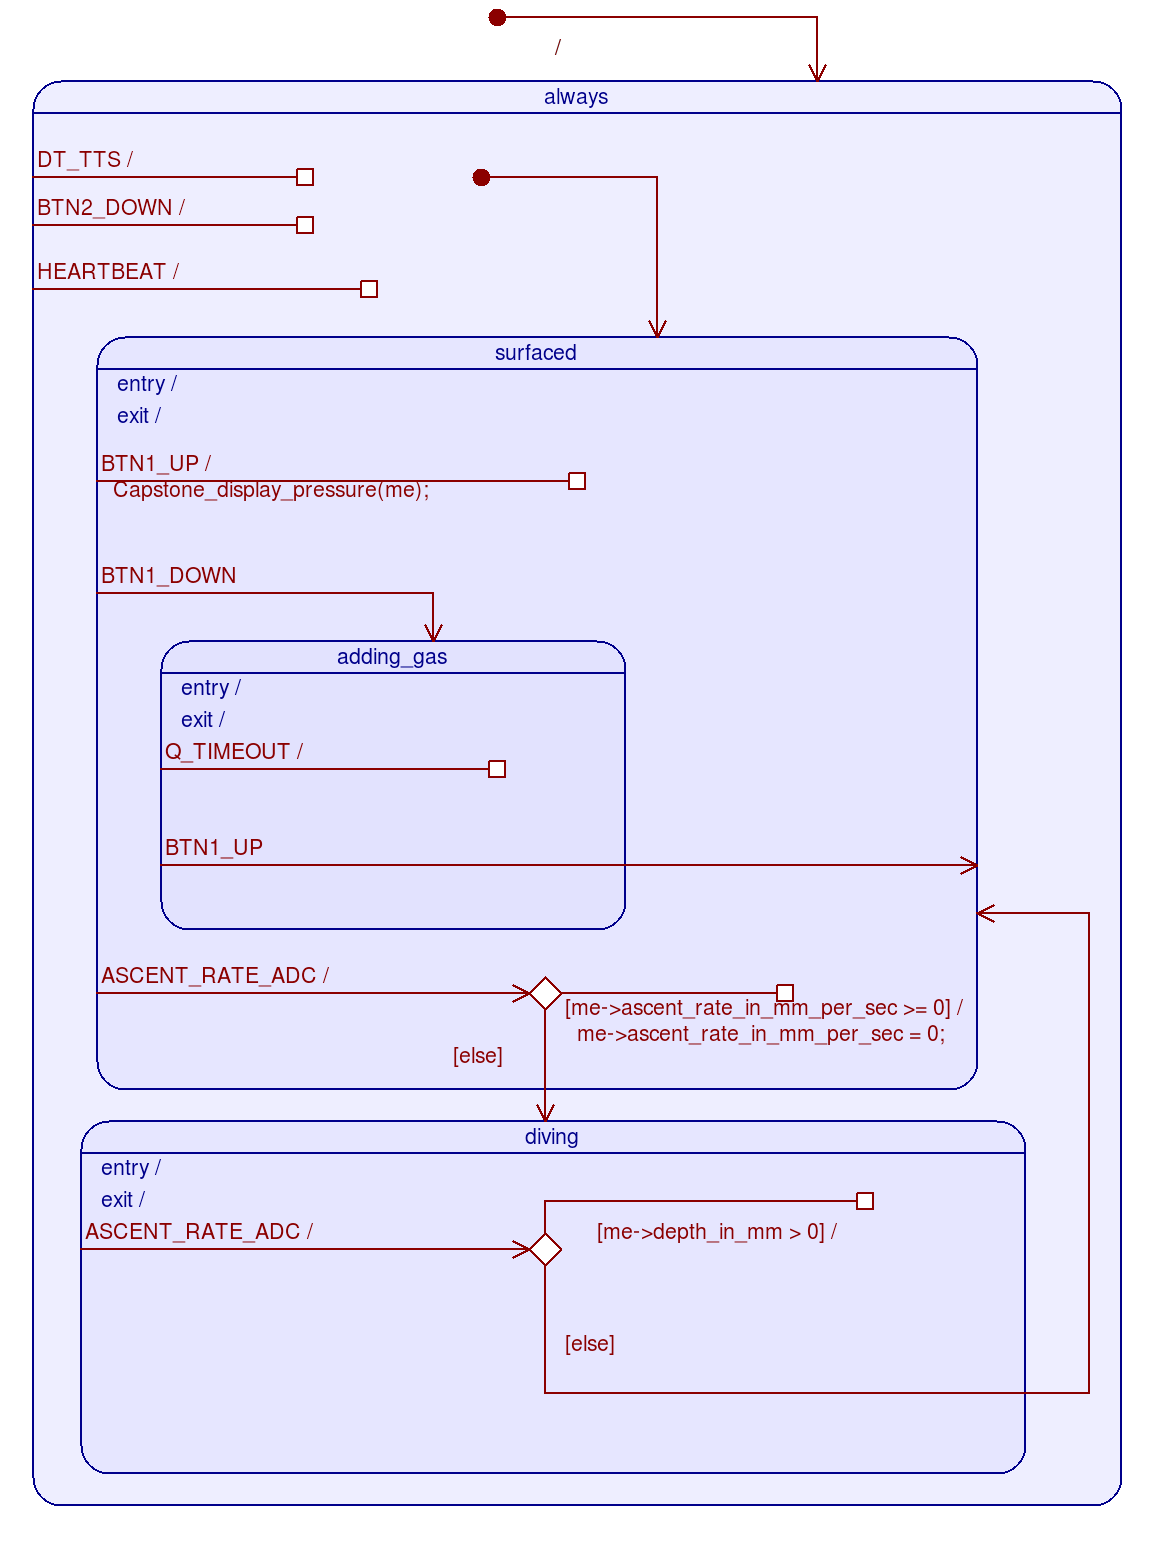 /
always
DT_TTS /
BTN2_DOWN /
HEARTBEAT /
surfaced
entry /
exit /
BTN1_UP /
Capstone_display_pressure(me);
BTN1_DOWN
adding_gas
entry /
exit /
Q_TIMEOUT /
BTN1_UP
ASCENT_RATE_ADC /
[me->ascent_rate_in_mm_per_sec >= 0] /
me->ascent_rate_in_mm_per_sec = 0;
[else]
diving
entry /
exit /
ASCENT_RATE_ADC /
[me->depth_in_mm > 0] /
[else]